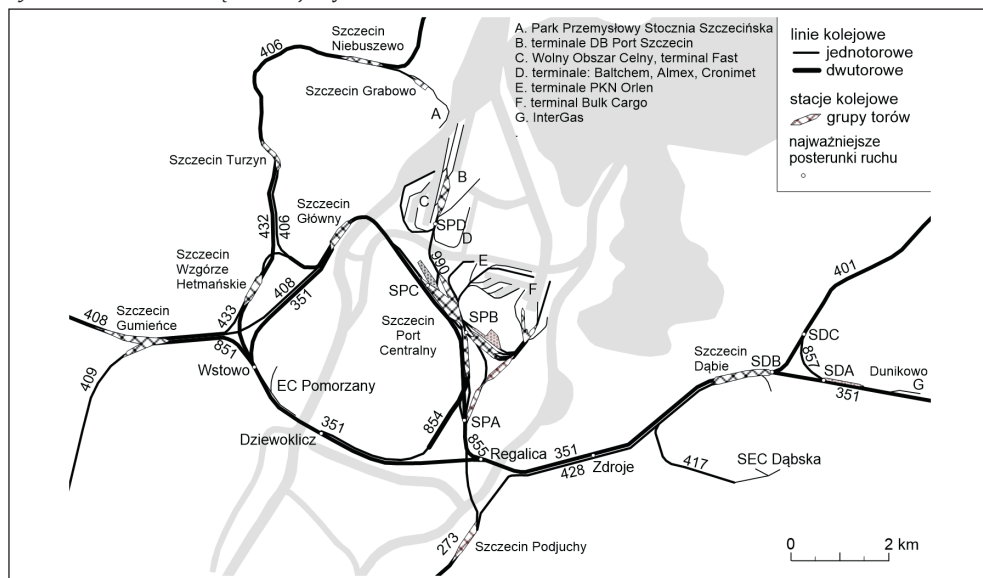 Szczecin
Niebuszewo
406
Szczecin Grabowo
A
A. Park Przemysłowy Stocznia Szczecińska
B. terminale DB Port Szczecin
C. Wolny Obszar Celny, terminal Fast
D. terminale: Baltchem, Almex, Cronimet
E. terminale PKN Orlen
F. terminal Bulk Cargo
G. InterGas
linie kolejowe
jednotorowe
dwutorowe
stacje kolejowe
grupy torów
najważniejsze
posterunki ruchu
Szczecin Turzyn
B
C
SPD
D
Szczecin
Główny
432
406
990
E
F
Szczecin
Wzgórze
Hetmańskie
408
351
SPC
SPB
Szczecin
Port
Centralny
401
408
Szczecin
Gumieńce
433
851
Wstowo
409
EC Pomorzany
SDC
857
Szczecin
Dąbie
SDB
SDA
Dunikowo
G
351
351
Dziewoklicz
854
SPA
855
Regalica
351
428
Zdroje
417
SEC Dąbska
273
Szczecin Podjuchy
0
2 km